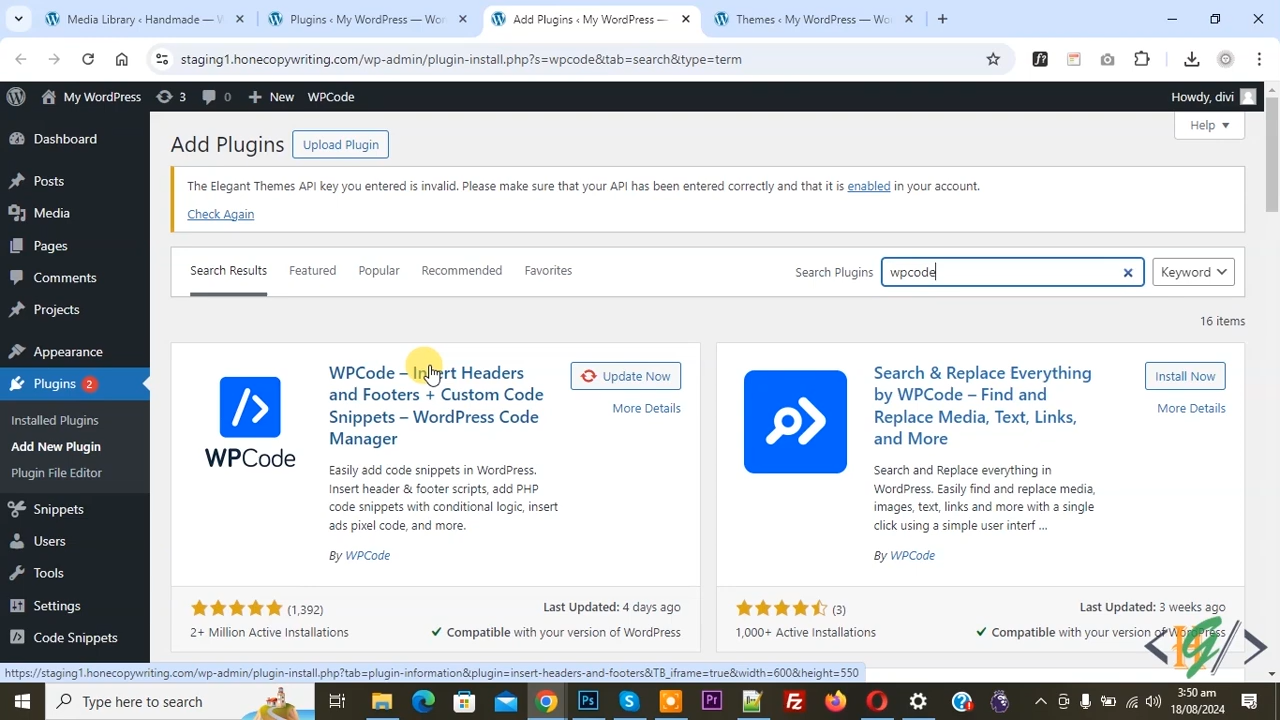 Media Library ‹ Handmade — W
Plugins ‹ My WordPress — Wor
Add Plugins ‹ My WordPress —
Themes ‹ My WordPress — Wor
staging1.honecopywriting.com/wp-admin/plugin-install.php?s=wpcode&tab=search&type=term
My WordPress
3
0
New
WPCode
Howdy, divi
Dashboard
Posts
Media
Pages
Comments
Projects
Appearance
Plugins 2
Installed Plugins
Add New Plugin
Plugin File Editor
Snippets
Users
Tools
Settings
Code Snippets
Help
Add Plugins
Upload Plugin
The Elegant Themes API key you entered is invalid. Please make sure that your API has been entered correctly and that it is enabled in your account.
Check Again
Search Results
Featured
Popular
Recommended
Favorites
Search Plugins
wpcode
Keyword
16 items
WPCode
WPCode – Insert Headers
and Footers + Custom Code
Snippets – WordPress Code
Manager
Update Now
More Details
Easily add code snippets in WordPress.
Insert header & footer scripts, add PHP
code snippets with conditional logic, insert
ads pixel code, and more.
By WPCode
(1,392)
Last Updated: 4 days ago
2+ Million Active Installations
Compatible with your version of WordPress
Search & Replace Everything
by WPCode – Find and
Replace Media, Text, Links,
and More
Install Now
More Details
Search and Replace everything in
WordPress. Easily find and replace media,
images, text, links and more with a single
click using a simple user interf ...
By WPCode
(3)
Last Updated: 3 weeks ago
1,000+ Active Installations
Compatible with your version of WordPress
https://staging1.honecopywriting.com/wp-admin/plugin-install.php?tab=plugin-information&plugin=insert-headers-and-footers&TB_iframe=true&width=600&height=550
Type here to search
3:50 am
18/08/2024